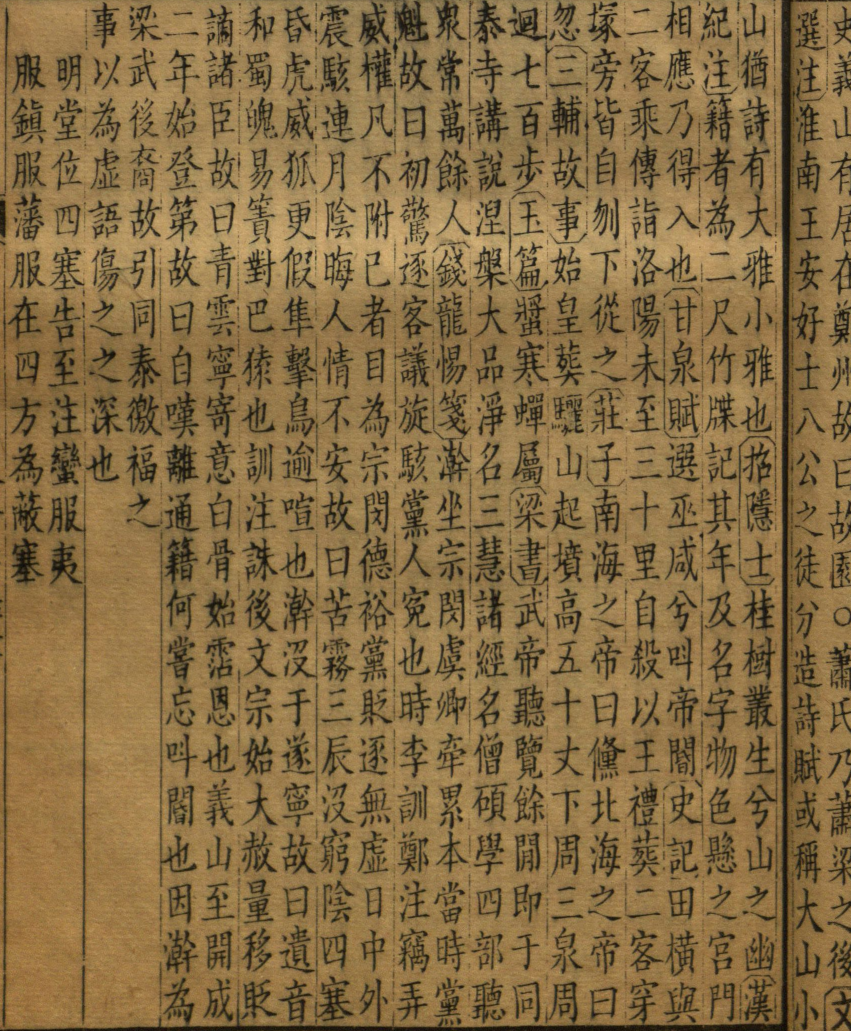 史義山有居在鄭州故曰故園○蕭氏乃蕭梁之後文
選注淮南王安好士八公之徒分造詩賦或稱大山小
山猶詩有大雅小雅也招隱士桂樹叢生兮山之幽漢
紀注籍者為二尺竹牒記其年及名字物色懸之宮門
相應乃得入也甘泉賦選巫咸兮叫帝閽史記田橫與
二客乘傳詣洛陽未至三十里自殺以王禮葬二客穿
塚旁皆自刎下從之莊子南海之帝曰儵北海之帝曰
忽三輔故事始皇葬驪山起墳高五十丈下周三泉周
迴七百步玉篇螿寒蟬屬梁書武帝聽覽餘閒即于同
泰寺講說涅槃大品淨名三慧諸經名僧碩學四部聽
衆常萬餘人錢龍惕箋澣坐宗閔虞卿牽累本當時黨
魁故曰初驚逐客議旋駭黨人冤也時李訓鄭注竊弄
威權凡不附已者目為宗閔德裕黨貶逐無虛日中外
震駭連月陰晦人情不安故曰苦霧三辰沒窮陰四塞
昏虎威狐更假隼擊鳥逾喧也澣沒于遂寧故曰遺音
和蜀魄易簀對巴猿也訓注誅後文宗始大赦量移貶
謫諸臣故曰青雲寧寄意白骨始霑恩也義山至開成
二年始登第故曰自嘆離通籍何嘗忘叫閽也因澣為
梁武後裔故引同泰徼福之
事以為虛語傷之之深也
明堂位四塞告至注蠻服夷
服鎮服藩服在四方為蔽塞